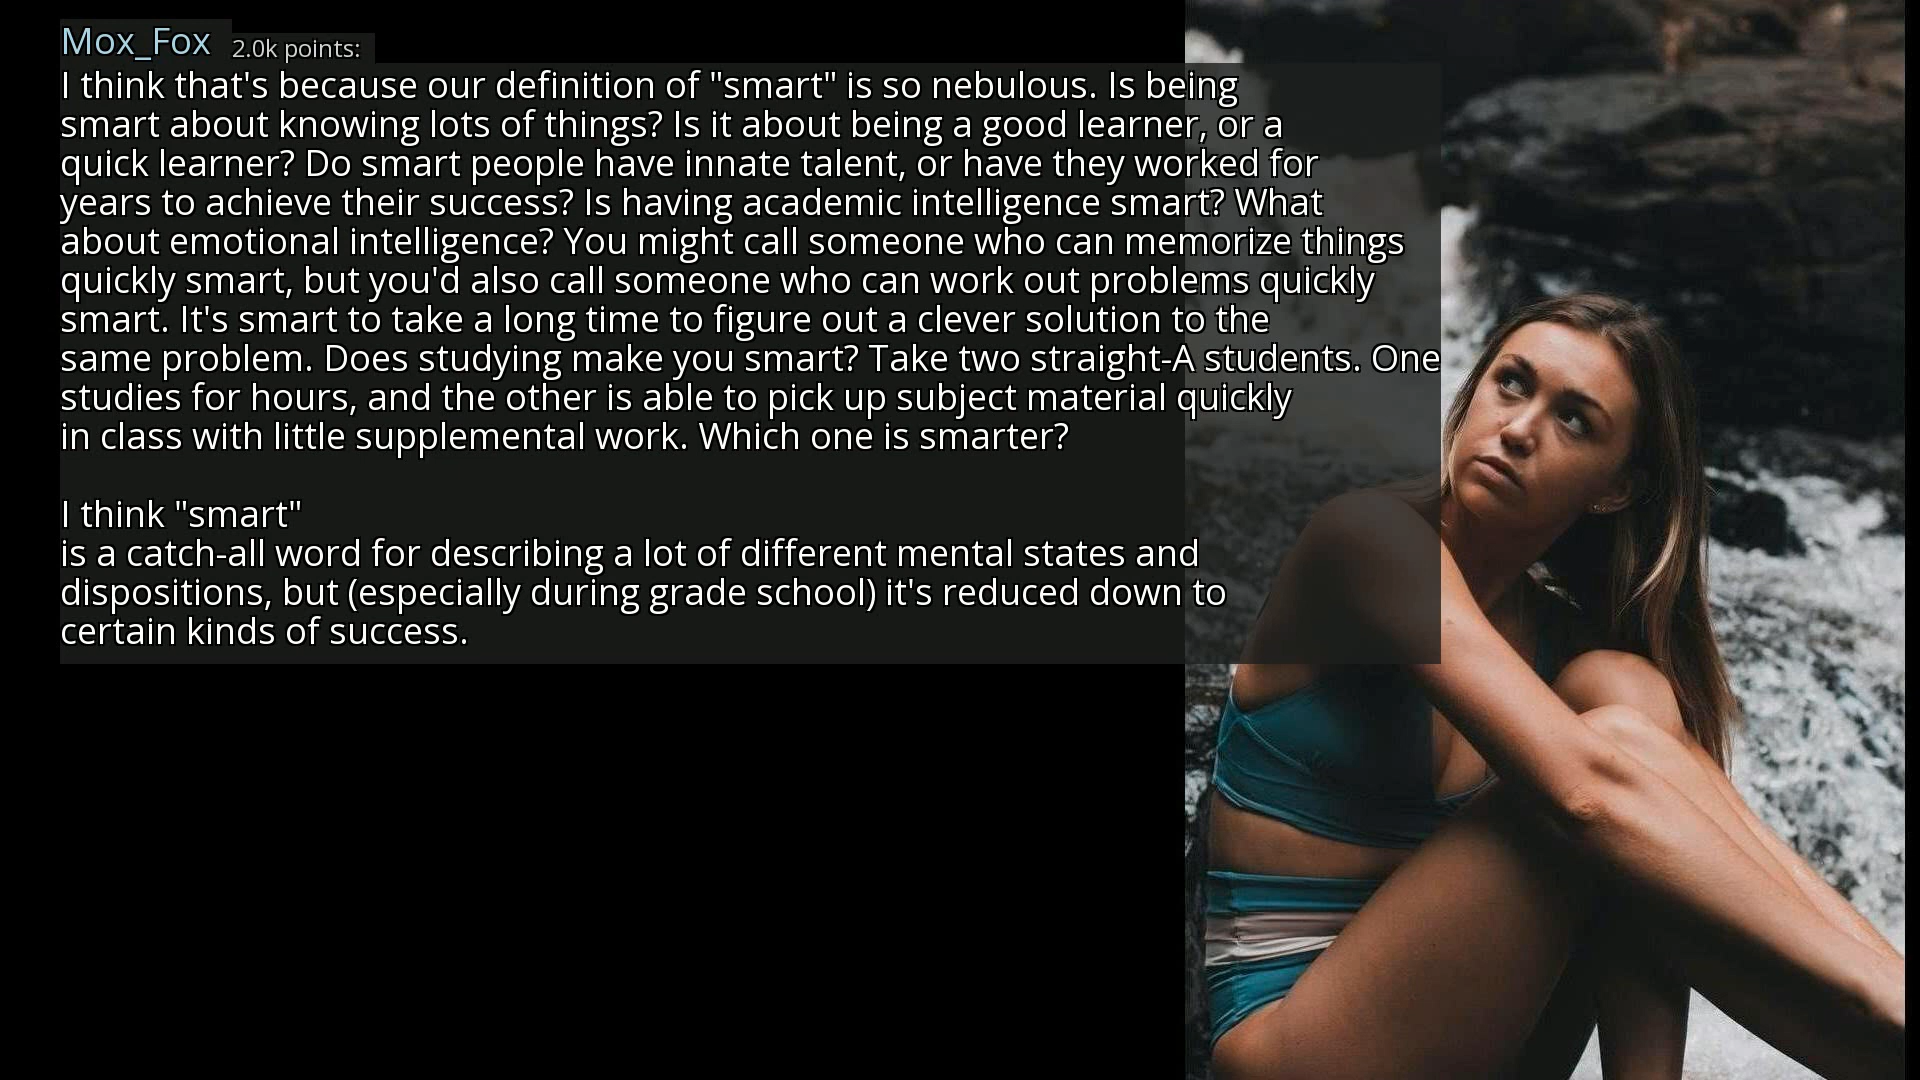 Mox_Fox 2.0k points:
I think that's because our definition of "smart" is so nebulous. Is being
smart about knowing lots of things? Is it about being a good learner, or a
quick learner? Do smart people have innate talent, or have they worked for
years to achieve their success? Is having academic intelligence smart? What
about emotional intelligence? You might call someone who can memorize things
quickly smart, but you'd also call someone who can work out problems quickly
smart. It's smart to take a long time to figure out a clever solution to the
same problem. Does studying make you smart? Take two straight-A students. One
studies for hours, and the other is able to pick up subject material quickly
in class with little supplemental work. Which one is smarter?
I think "smart"
is a catch-all word for describing a lot of different mental states and
dispositions, but (especially during grade school) it's reduced down to
certain kinds of success.